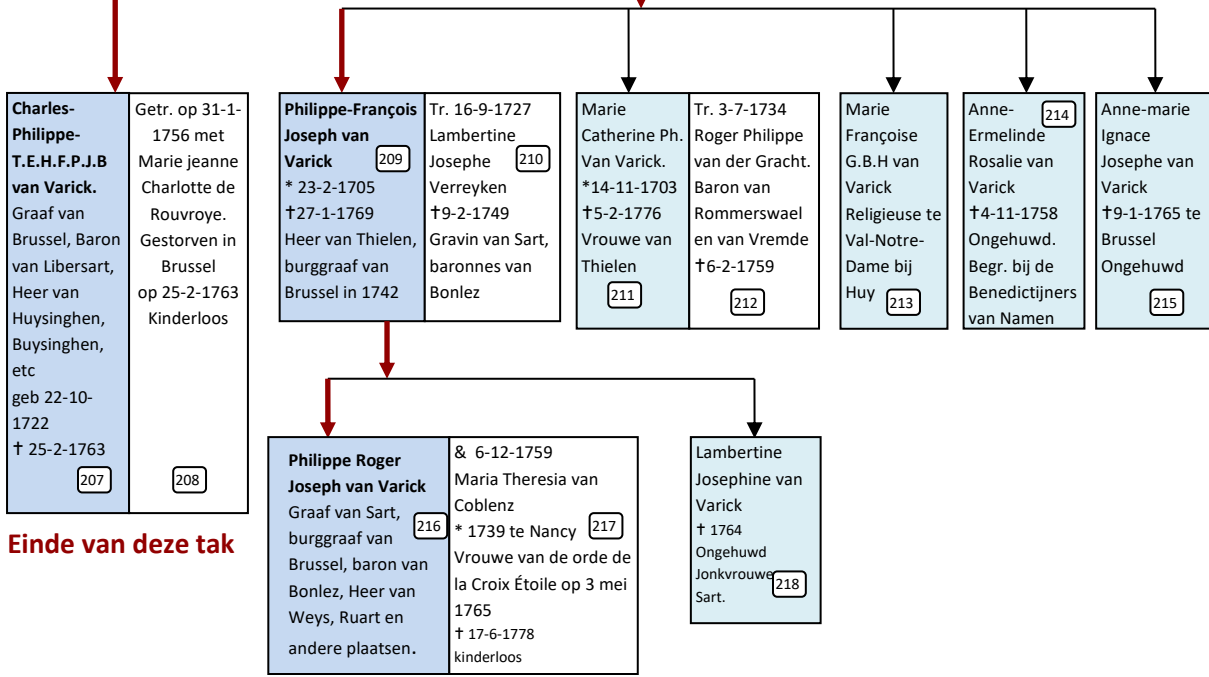 Charles-
Philippe-
T.E.H.F.P.J.B
van Varick.
Graaf van
Brussel, Baron
van Libersart,
Heer van
Huysinghen,
Buysinghen,
etc
geb 22-10-
1722
† 25-2-1763
207
Getr. op 31-1-
1756 met
Marie jeanne
Charlotte de
Rouvroye.
Gestorven in
Brussel
op 25-2-1763
Kinderloos
208
Einde van deze tak
Philippe-François
Joseph van
Varick
209
* 23-2-1705
†27-1-1769
Heer van Thielen,
burggraaf van
Brussel in 1742
Tr. 16-9-1727
Lambertine
Josephe
210
Verreyken
†9-2-1749
Gravin van Sart,
baronnes van
Bonlez
Marie
Catherine Ph.
Van Varick.
*14-11-1703
†5-2-1776
Vrouwe van
Thielen
211
Tr. 3-7-1734
Roger Philippe
van der Gracht.
Baron van
Rommerswael
en van Vremde
†6-2-1759
212
Marie
Françoise
G.B.H van
Varick
Religieuse te
Val-Notre-
Dame bij
Huy
213
Anne-
214
Ermelinde
Rosalie van
Varick
†4-11-1758
Ongehuwd.
Begr. bij de
Benedictijners
van Namen
Anne-marie
Ignace
Josephe van
Varick
†9-1-1765 te
Brussel
Ongehuwd
215
Philippe Roger
Joseph van Varick
Graaf van Sart,
216
burggraaf van
Brussel, baron van
Bonlez, Heer van
Weys, Ruart en
andere plaatsen.
& 6-12-1759
Maria Theresia van
Coblenz
* 1739 te Nancy
217
Vrouwe van de orde de
la Croix Étoile op 3 mei
1765
† 17-6-1778
kinderloos
Lambertine
Josephine van
Varick
† 1764
Ongehuwd
Jonkvrouwe
Sart.
218